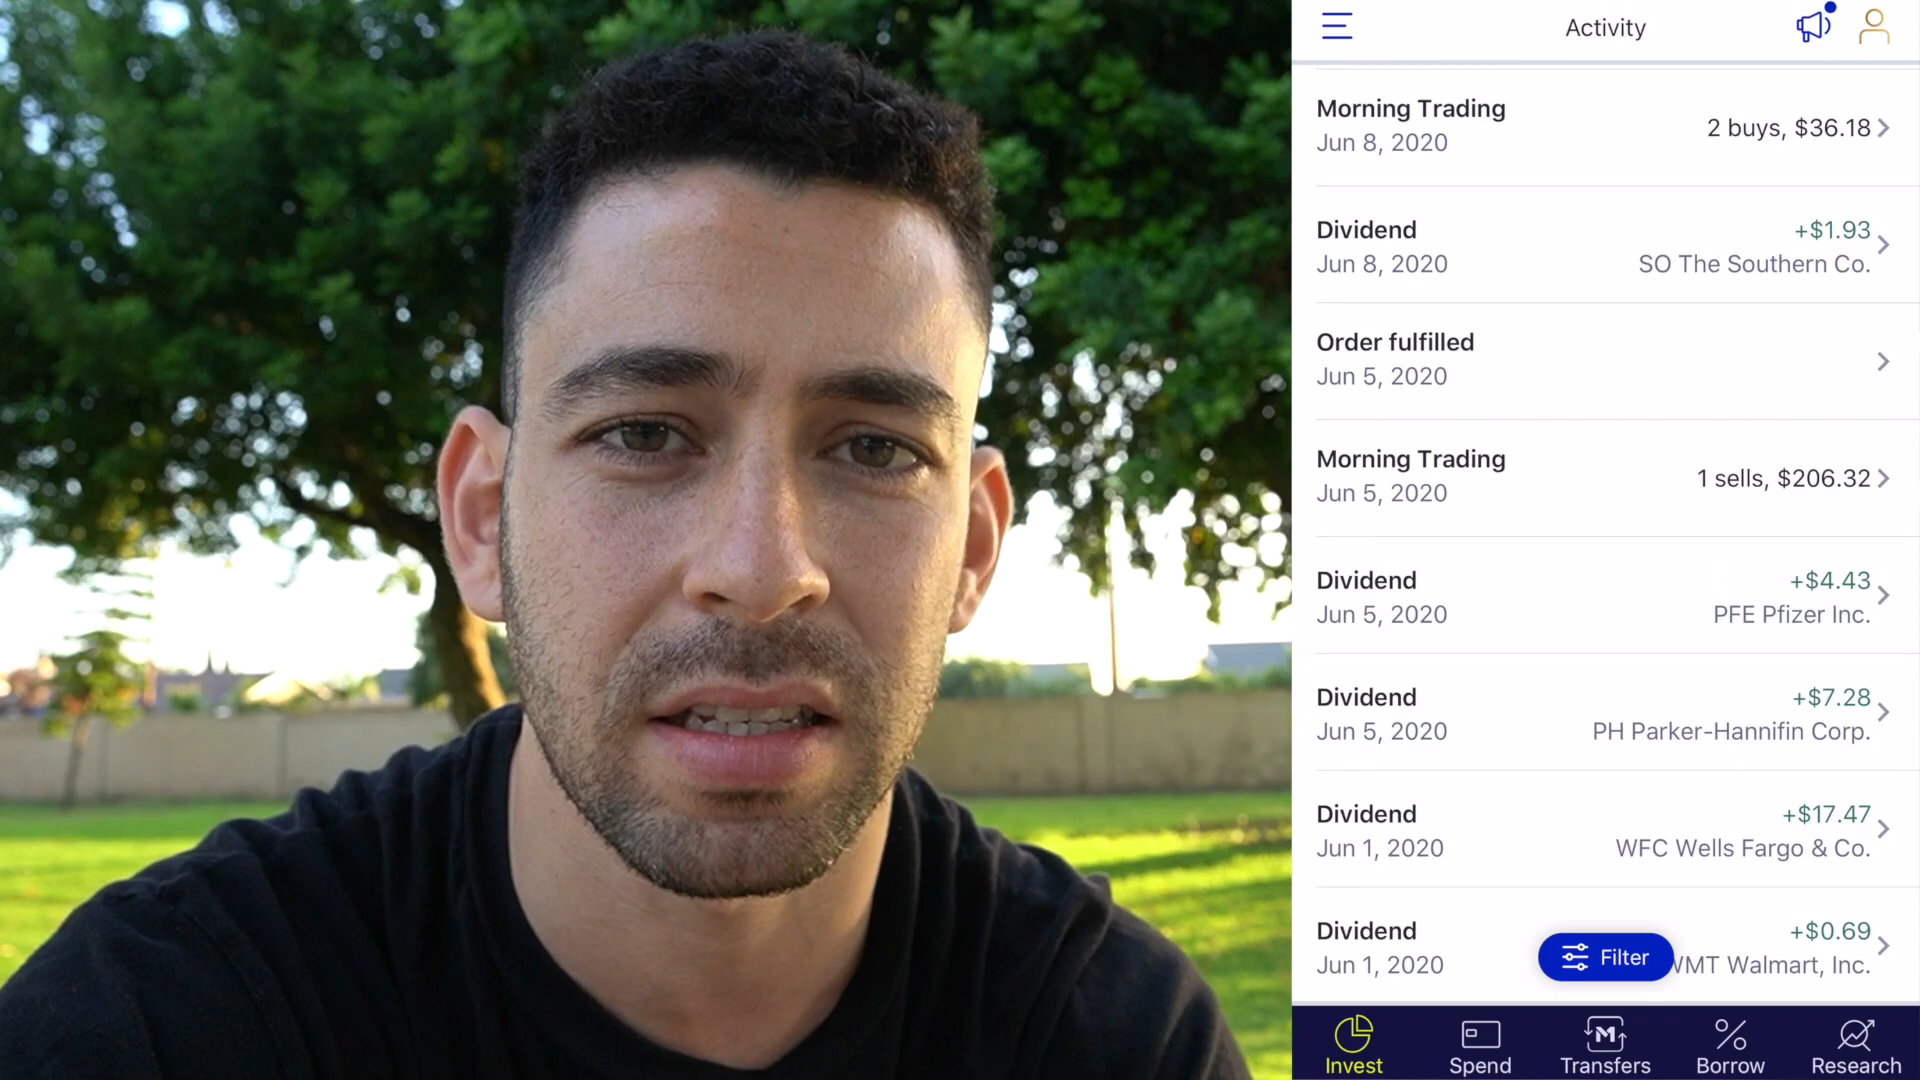 Activity
Morning Trading
Jun 8, 2020
2 buys, $36.18
Dividend
Jun 8, 2020
+$1.93
SO The Southern Co.
Order fulfilled
Jun 5, 2020
Morning Trading
Jun 5, 2020
1 sells, $206.32
Dividend
Jun 5, 2020
+$4.43
PFE Pfizer Inc.
Dividend
Jun 5, 2020
+$7.28
PH Parker-Hannifin Corp.
Dividend
Jun 1, 2020
+$17.47
WFC Wells Fargo & Co.
Dividend
Jun 1, 2020
+$0.69
WMT Walmart, Inc.
Filter
Invest
Spend
M
Transfers
Borrow
Research